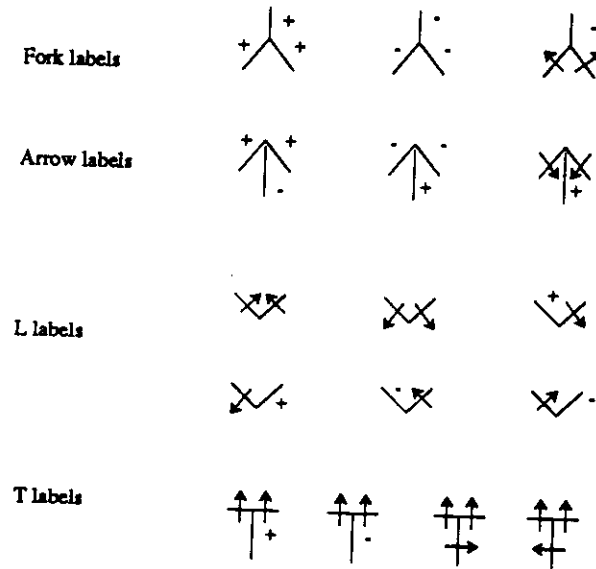 + + + - - - -
Fork labels
+ + - - - + +
Arrow labels
+
L labels
+ - -
T labels
+ -